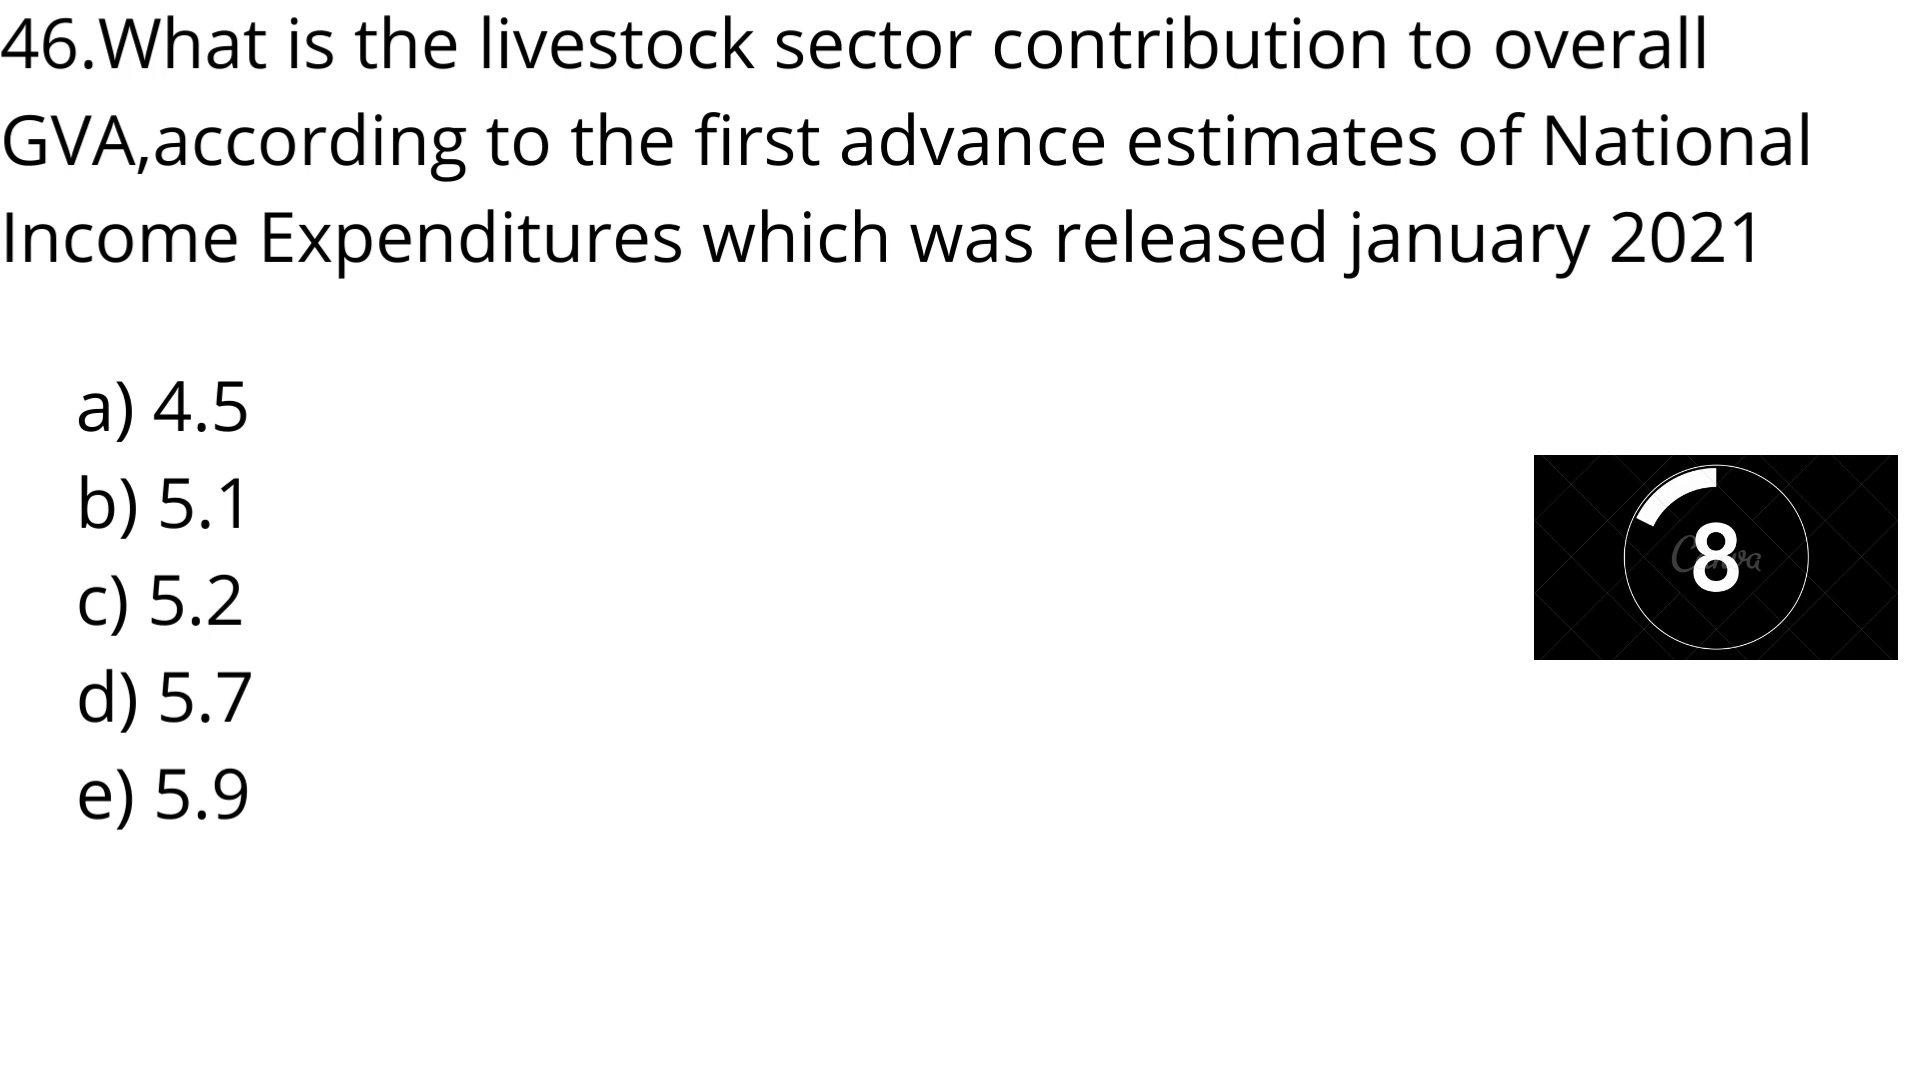 46.What is the livestock sector contribution to overall
GVA,according to the first advance estimates of National
Income Expenditures which was released january 2021
a) 4.5
b) 5.1
c) 5.2
d) 5.7
e) 5.9
8